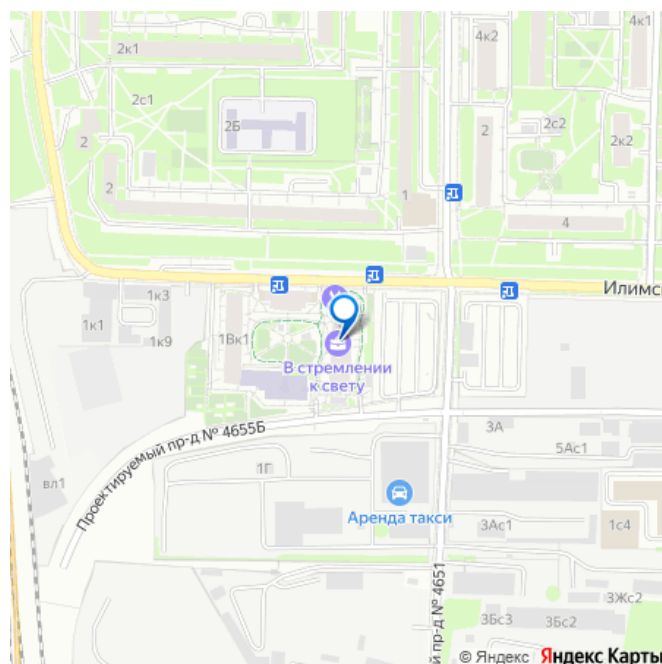 2к1
4к2
2с1
2Б
2
2
2с2
2к2
2
1
4
Илимс
1к3
1к1
1к9
1Вк1
В стремлении
к свету
Проектируемый пр-д № 4655Б
3А
5Ас1
1Г
вл1
Аренда такси
3Ас1
1с4
й пр-д № 4651
3Жс2
3Бс3
3Бс2
© Яндекс Яндекс Карты